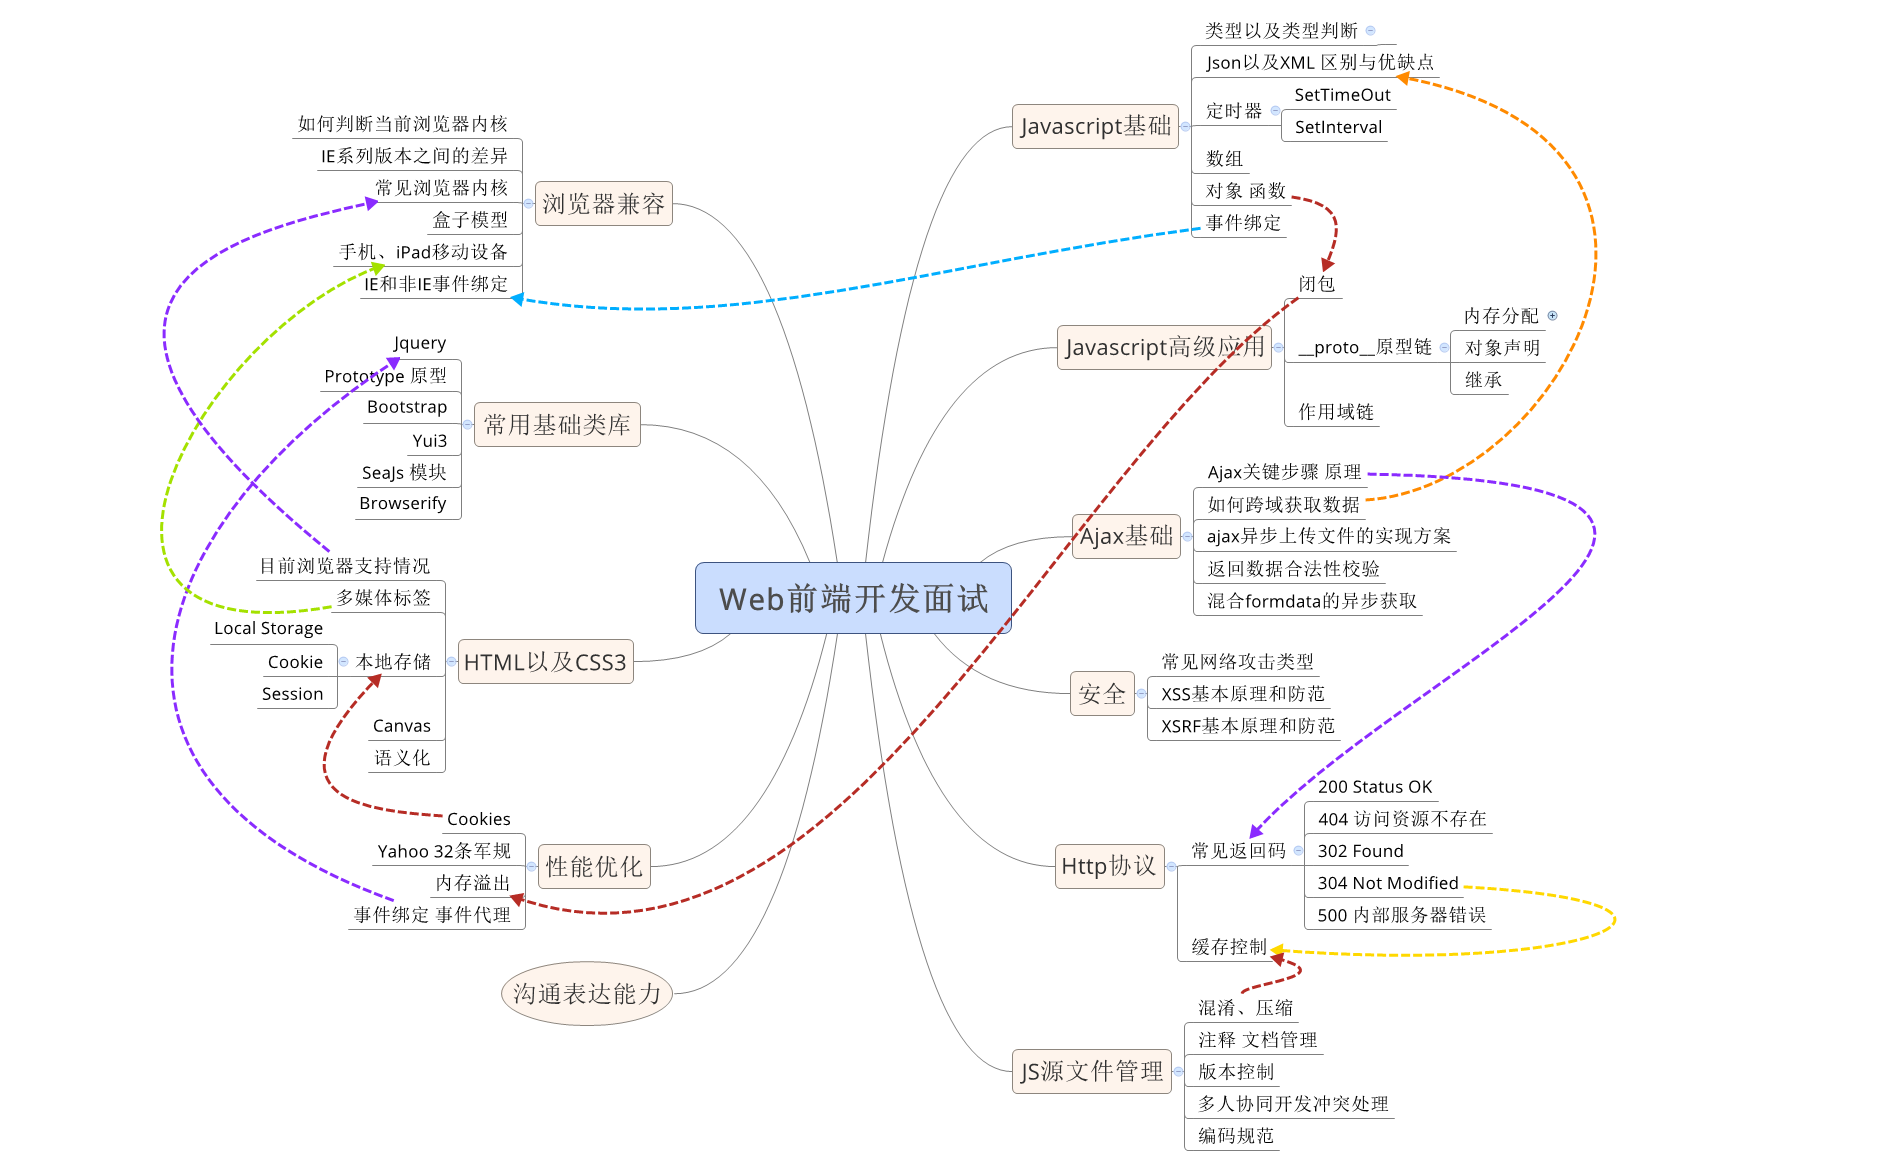 Web前端开发面试
Javascript基础
类型以及类型判断
Json以及XML 区别与优缺点
定时器
SetTimeOut
SetInterval
数组
对象 函数
事件绑定
Javascript高级应用
闭包
__proto__原型链
内存分配
对象声明
继承
作用域链
Ajax基础
Ajax关键步骤 原理
如何跨域获取数据
ajax异步上传文件的实现方案
返回数据合法性校验
混合formdata的异步获取
安全
常见网络攻击类型
XSS基本原理和防范
XSRF基本原理和防范
Http协议
常见返回码
200 Status OK
404 访问资源不存在
302 Found
304 Not Modified
500 内部服务器错误
缓存控制
JS源文件管理
混淆、压缩
注释 文档管理
版本控制
多人协同开发冲突处理
编码规范
浏览器兼容
如何判断当前浏览器内核
IE系列版本之间的差异
常见浏览器内核
盒子模型
手机、iPad移动设备
IE和非IE事件绑定
常用基础类库
Jquery
Prototype 原型
Bootstrap
Yui3
SeaJs 模块
Browserify
HTML以及CSS3
目前浏览器支持情况
多媒体标签
本地存储
Local Storage
Cookie
Session
Canvas
语义化
性能优化
Cookies
Yahoo 32条军规
内存溢出
事件绑定 事件代理
沟通表达能力